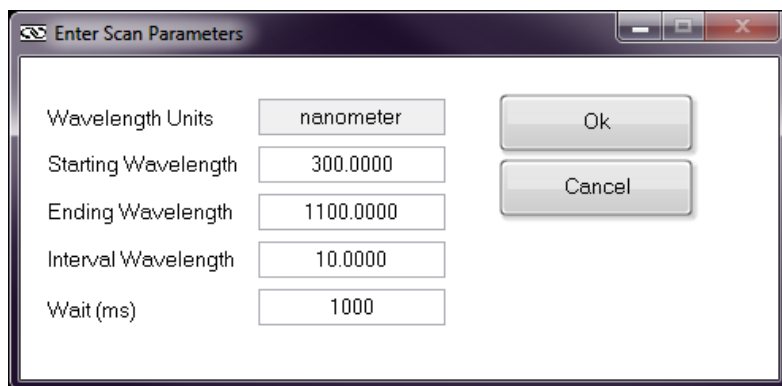 Enter Scan Parameters
Wavelength Units nanometer
Ok
Starting Wavelength 300.0000
Cancel
Ending Wavelength 1100.0000
Interval Wavelength 10.0000
Wait (ms) 1000